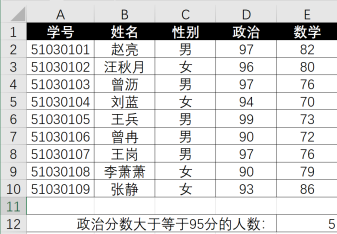 A B C D E
1 学号 姓名 性别 政治 数学
2 51030101 赵亮 男 97 82
3 51030102 汪秋月 女 96 80
4 51030103 曾沥 男 97 76
5 51030104 刘蓝 女 94 70
6 51030105 王兵 男 99 73
7 51030106 曾冉 男 90 72
8 51030107 王岗 男 97 76
9 51030108 李萧萧 女 90 79
10 51030109 张静 女 93 86
11
12 政治分数大于等于95分的人数: 5